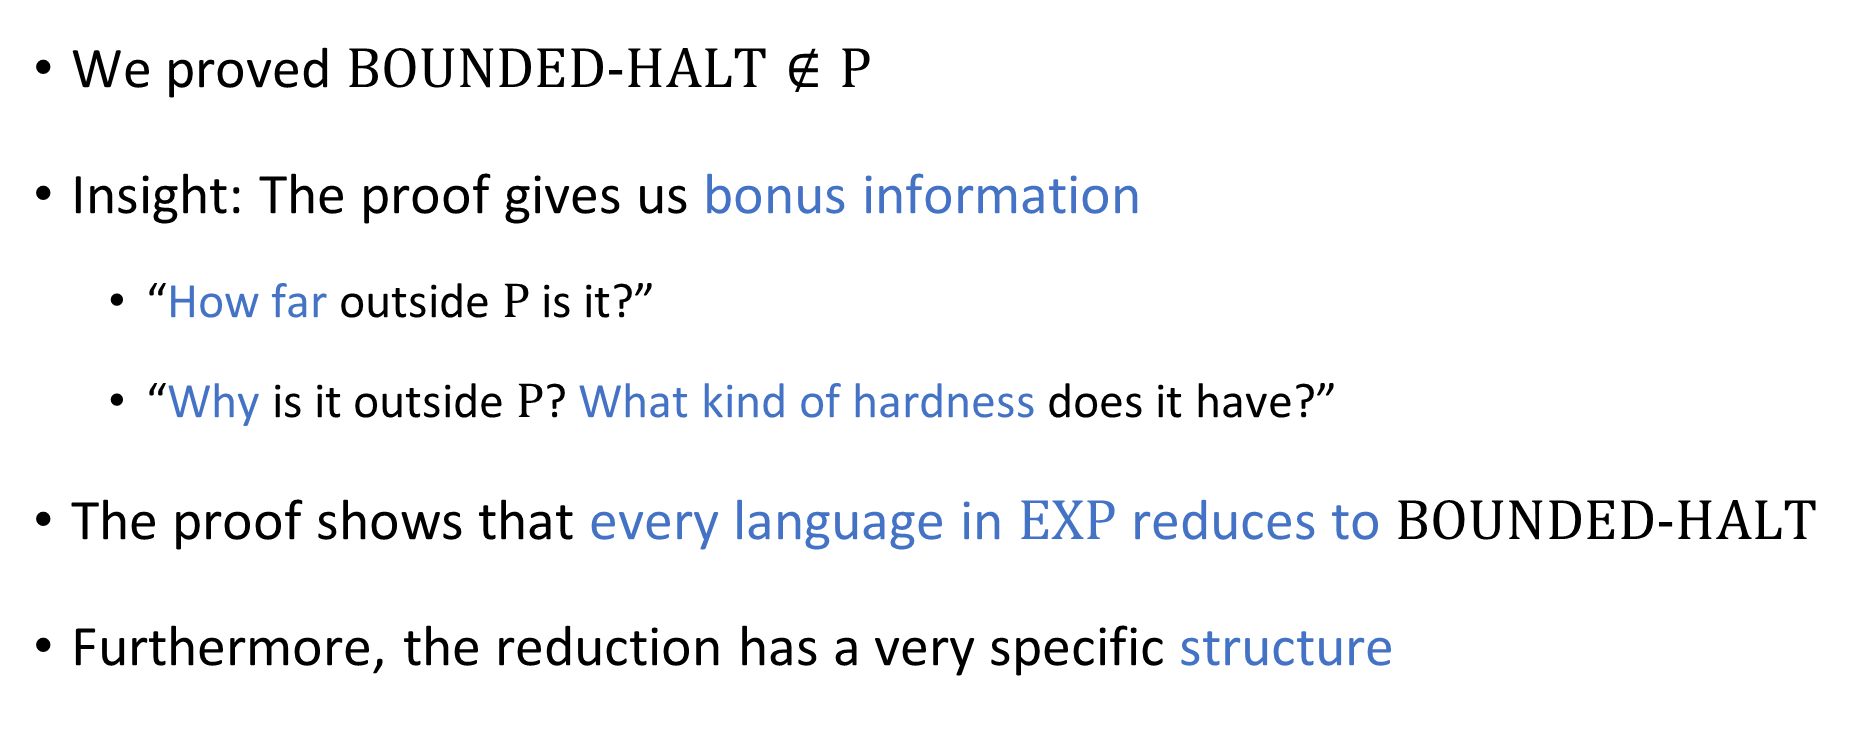 • We proved BOUNDED-HALT ∉ P
• Insight: The proof gives us bonus information
• “How far outside P is it?”
• “Why is it outside P? What kind of hardness does it have?”
• The proof shows that every language in EXP reduces to BOUNDED-HALT
• Furthermore, the reduction has a very specific structure